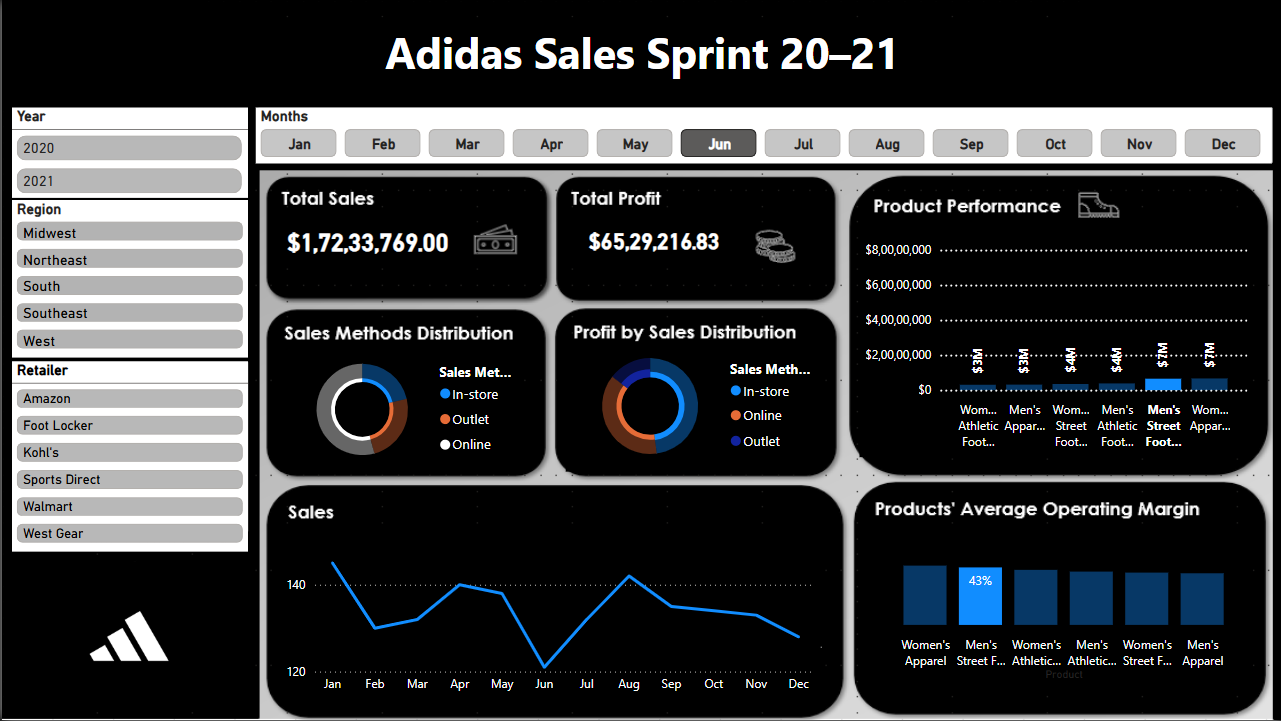 Adidas Sales Sprint 20–21
Year
2020
2021
Region
Midwest
Northeast
South
Southeast
West
Retailer
Amazon
Foot Locker
Kohl's
Sports Direct
Walmart
West Gear
Months
Jan Feb Mar Apr May Jun Jul Aug Sep Oct Nov Dec
Total Sales
$1,72,33,769.00
Total Profit
$65,29,216.83
Product Performance
$8,00,00,000
$6,00,00,000
$4,00,00,000
$2,00,00,000
$0
$3M $3M $4M $4M $7M $7M
Wom... Men's Wom... Men's Men's Wom...
Athletic Appar... Street Athletic Street Appar...
Foot... Foot... Foot... Foot...
Sales Methods Distribution
Sales Met...
In-store
Outlet
Online
Profit by Sales Distribution
Sales Meth...
In-store
Online
Outlet
Sales
140
120
Jan Feb Mar Apr May Jun Jul Aug Sep Oct Nov Dec
Products' Average Operating Margin
43%
Women's Men's Women's Men's Women's Men's
Apparel Street F... Athletic... Athletic... Street F... Apparel
Product